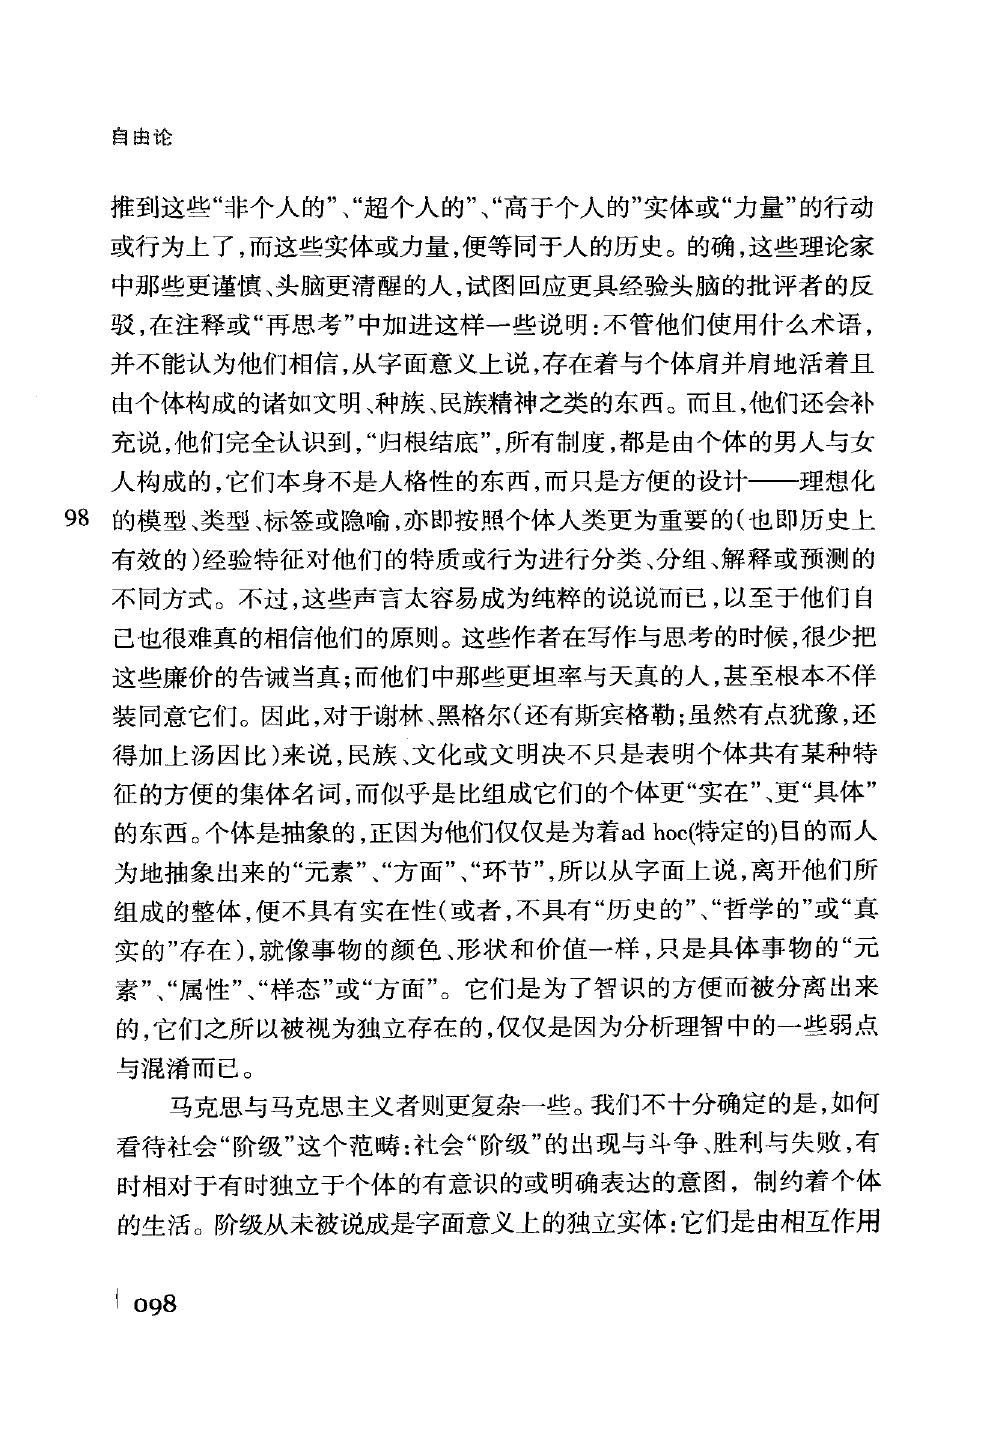 自由论
推到这些“非个人的”、“超个人的”、“高于个人的”实体或“力量”的行动
或行为上了,而这些实体或力量,便等同于人的历史。的确,这些理论家
中那些更谨慎、头脑更清醒的人,试图回应更具经验头脑的批评者的反
驳,在注释或“再思考”中加进这样一些说明:不管他们使用什么术语,
并不能认为他们相信,从字面意义上说,存在着与个体肩并肩地活着且
由个体构成的诸如文明、种族、民族精神之类的东西。而且,他们还会补
充说,他们完全认识到,“归根结底”,所有制度,都是由个体的男人与女
人构成的,它们本身不是人格性的东西,而只是方便的设计——理想化
98 的模型、类型、标签或隐喻,亦即按照个体人类更为重要的(也即历史上
有效的)经验特征对他们的特质或行为进行分类、分组、解释或预测的
不同方式。不过,这些声言太容易成为纯粹的说说而已,以至于他们自
己也很难真的相信他们的原则。这些作者在写作与思考的时候,很少把
这些廉价的告诫当真;而他们中那些更坦率与天真的人,甚至根本不佯
装同意它们。因此,对于谢林、黑格尔(还有斯宾格勒;虽然有点犹豫,还
得加上汤因比)来说,民族、文化或文明决不只是表明个体共有某种特
征的方便的集体名词,而似乎是比组成它们的个体更“实在”、更“具体”
的东西。个体是抽象的,正因为他们仅仅是为着ad hoc(特定的)目的而人
为地抽象出来的“元素”、“方面”、“环节”,所以从字面上说,离开他们所
组成的整体,便不具有实在性(或者,不具有“历史的”、“哲学的”或“真
实的”存在),就像事物的颜色、形状和价值一样,只是具体事物的“元
素”、“属性”、“样态”或“方面”。它们是为了智识的方便而被分离出来
的,它们之所以被视为独立存在的,仅仅是因为分析理智中的一些弱点
与混淆而已。
马克思与马克思主义者则更复杂一些。我们不十分确定的是,如何
看待社会“阶级”这个范畴:社会“阶级”的出现与斗争、胜利与失败,有
时相对于有时独立于个体的有意识的或明确表达的意图，制约着个体
的生活。阶级从未被说成是字面意义上的独立实体:它们是由相互作用
098